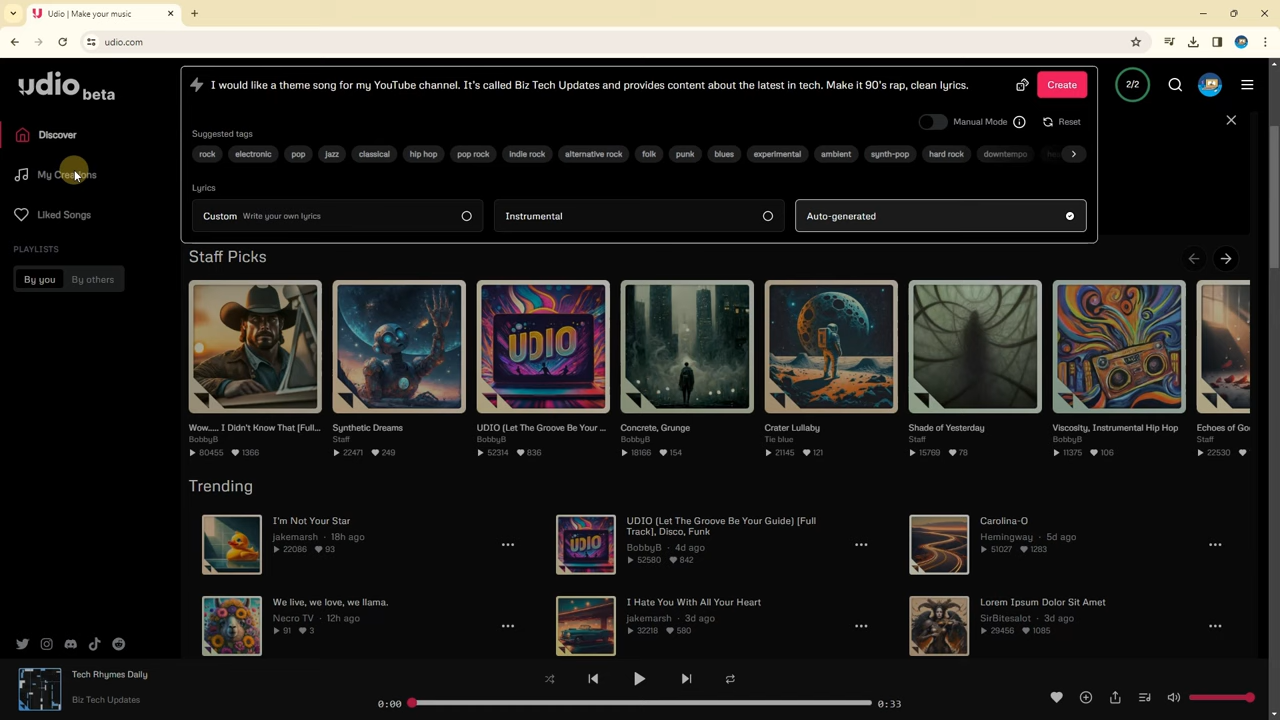 Udio | Make your music
udio.com
udio
beta
I would like a theme song for my YouTube channel. It's called Biz Tech Updates and provides content about the latest in tech. Make it 90's rap, clean lyrics.
Create
2/2
Manual Mode
Reset
Suggested tags
rock
electronic
pop
jazz
classical
hip hop
pop rock
indie rock
alternative rock
folk
punk
blues
experimental
ambient
synth-pop
hard rock
downtempo
Lyrics
Custom Write your own lyrics
Instrumental
Auto-generated
Discover
My Creations
Liked Songs
PLAYLISTS
By you
By others
Staff Picks
UDIO
Wow..... I Didn't Know That [Full...
BobbyB
80455 1366
Synthetic Dreams
Staff
22471 249
UDIO (Let The Groove Be Your ...
BobbyB
52314 836
Concrete, Grunge
BobbyB
18166 154
Crater Lullaby
Tie blue
21145 121
Shade of Yesterday
Staff
15769 78
Viscosity, Instrumental Hip Hop
BobbyB
11375 106
Echoes of Go
Staff
22530
Trending
I'm Not Your Star
jakemarsh · 18h ago
22086 93
UDIO
UDIO (Let The Groove Be Your Guide) [Full
Track], Disco, Funk
BobbyB · 4d ago
52580 842
Carolina-O
Hemingway · 5d ago
51027 1283
We live, we love, we llama.
Necro TV · 12h ago
91 3
I Hate You With All Your Heart
jakemarsh · 3d ago
32218 580
Lorem Ipsum Dolor Sit Amet
SirBitesalot · 3d ago
29456 1085
Tech Rhymes Daily
Biz Tech Updates
0:00
0:33